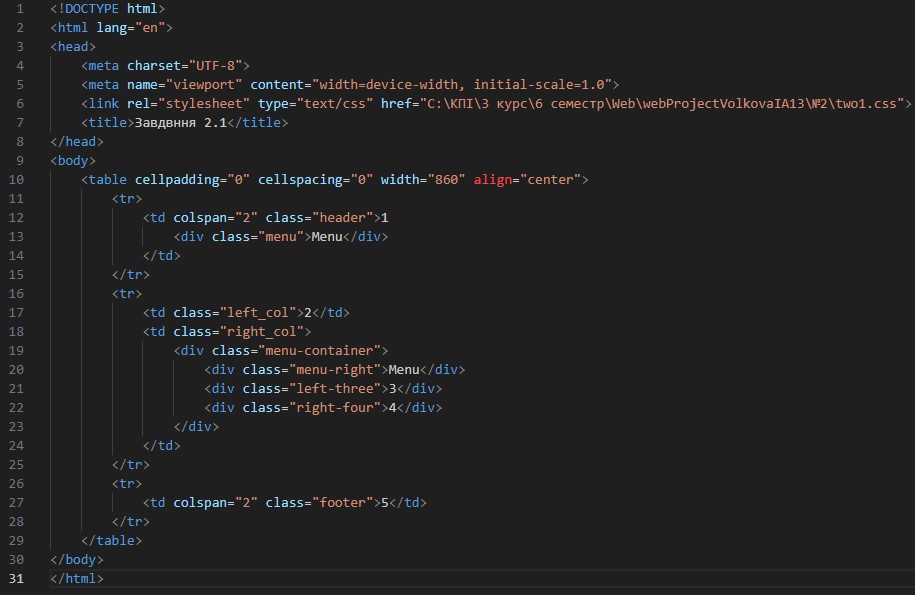 1 <!DOCTYPE html>
2 <html lang="en">
3 <head>
4     <meta charset="UTF-8">
5     <meta name="viewport" content="width=device-width, initial-scale=1.0">
6     <link rel="stylesheet" type="text/css" href="C:\КПІ\3 курс\6 семестр\Web\webProjectVolkovaIA13\№2\two1.css">
7     <title>Завдвння 2.1</title>
8 </head>
9 <body>
10     <table cellpadding="0" cellspacing="0" width="860" align="center">
11         <tr>
12             <td colspan="2" class="header">1
13                 <div class="menu">Menu</div>
14             </td>
15         </tr>
16         <tr>
17             <td class="left_col">2</td>
18             <td class="right_col">
19                 <div class="menu-container">
20                     <div class="menu-right">Menu</div>
21                     <div class="left-three">3</div>
22                     <div class="right-four">4</div>
23                 </div>
24             </td>
25         </tr>
26         <tr>
27             <td colspan="2" class="footer">5</td>
28         </tr>
29     </table>
30 </body>
31 </html>